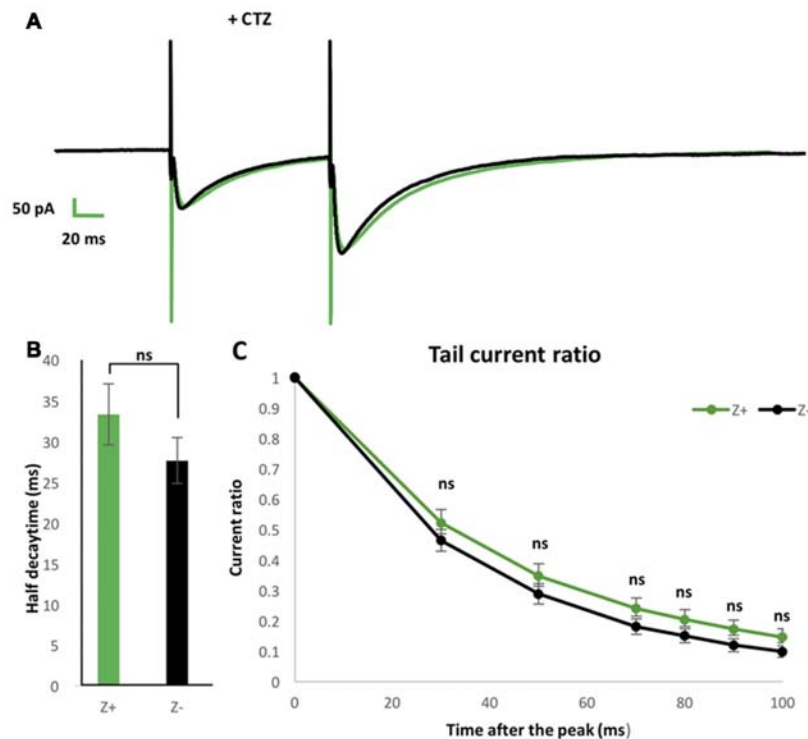 A
+ CTZ
50 pA
20 ms
B
ns
40
35
30
25
20
15
10
5
0
Half decaytime (ms)
Z+
Z-
C
Tail current ratio
Z+
Z-
1
0.9
0.8
0.7
0.6
0.5
0.4
0.3
0.2
0.1
0
Current ratio
ns
ns
ns
ns
ns
ns
0
20
40
60
80
100
Time after the peak (ms)